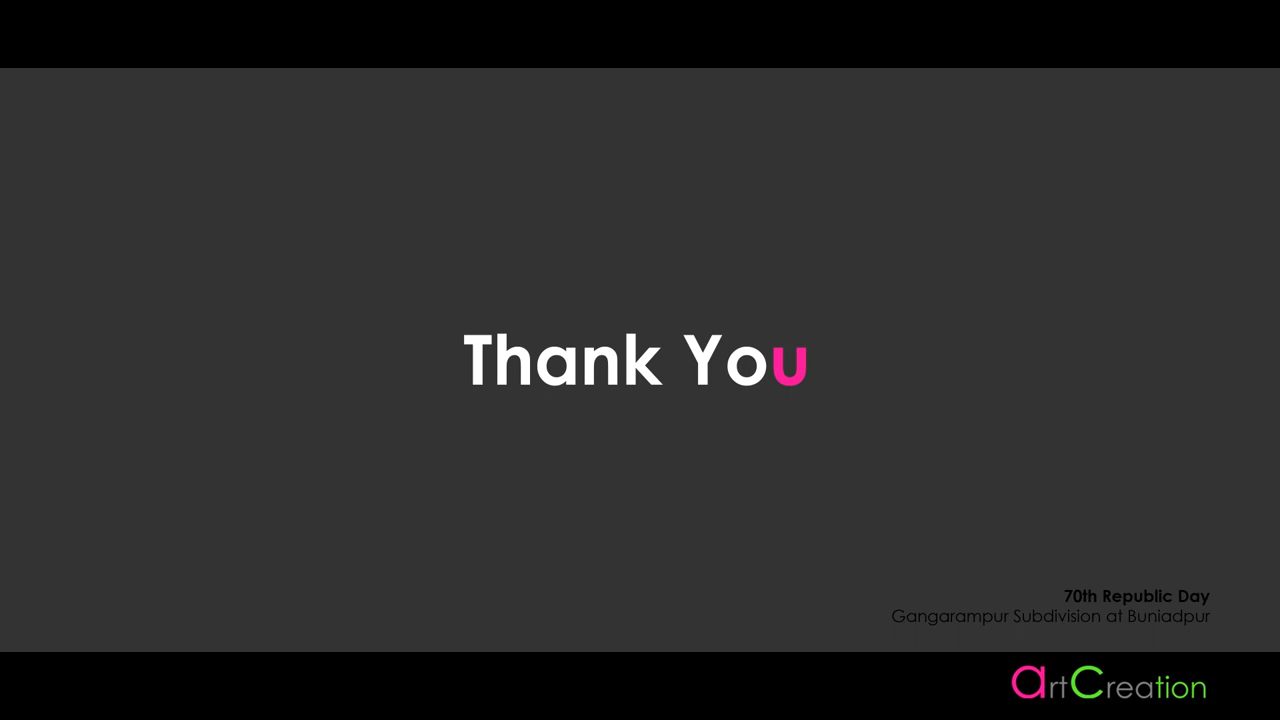 Thank You
70th Republic Day
Gangarampur Subdivision at Buniadpur
artCreation